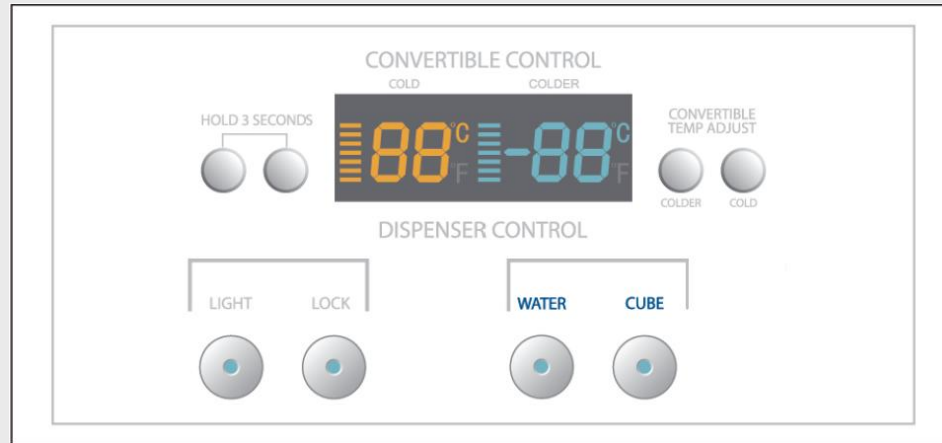 CONVERTIBLE CONTROL
COLD COLDER
HOLD 3 SECONDS
88°C °F -88°C °F
CONVERTIBLE
TEMP ADJUST
COLDER COLD
DISPENSER CONTROL
LIGHT LOCK WATER CUBE